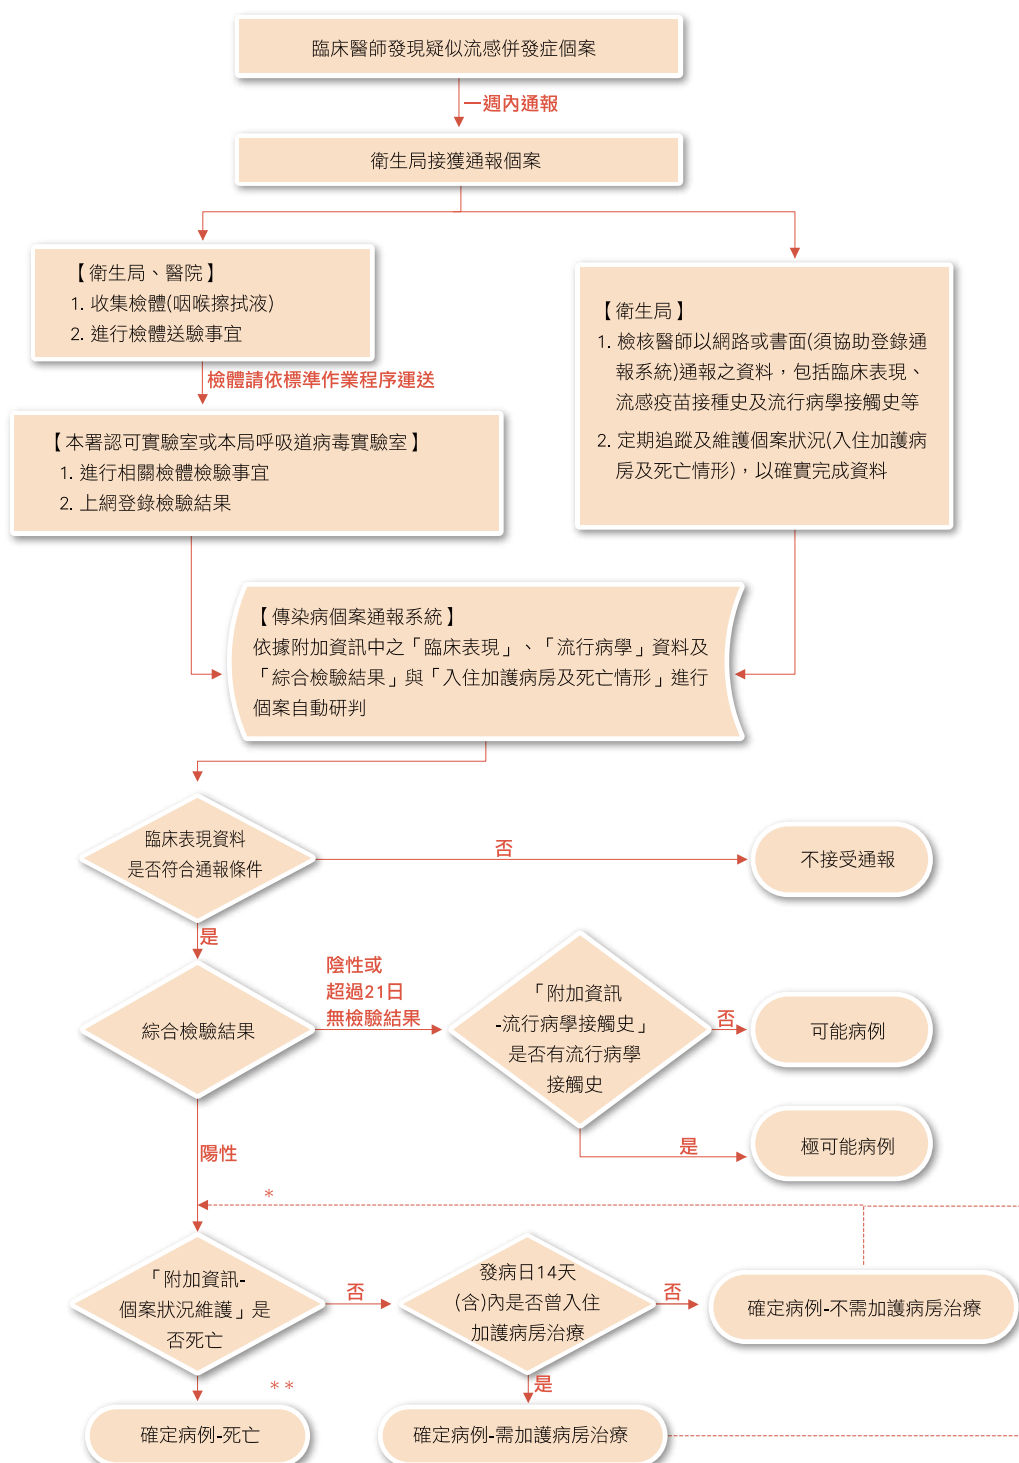 臨床醫師發現疑似流感併發症個案
一週內通報
衛生局接獲通報個案
【衛生局、醫院】
1. 收集檢體(咽喉擦拭液)
2. 進行檢體送驗事宜
檢體請依標準作業程序運送
【本署認可實驗室或本局呼吸道病毒實驗室】
1. 進行相關檢體檢驗事宜
2. 上網登錄檢驗結果
【衛生局】
1. 檢核醫師以網路或書面(須協助登錄通
報系統)通報之資料，包括臨床表現、
流感疫苗接種史及流行病學接觸史等
2. 定期追蹤及維護個案狀況(入住加護病
房及死亡情形)，以確實完成資料
【傳染病個案通報系統】
依據附加資訊中之「臨床表現」、「流行病學」資料及
「綜合檢驗結果」與「入住加護病房及死亡情形」進行
個案自動研判
臨床表現資料
是否符合通報條件
否
不接受通報
是
綜合檢驗結果
陰性或
超過21日
無檢驗結果
「附加資訊
-流行病學接觸史」
是否有流行病學
接觸史
否
可能病例
是
極可能病例
陽性
*
「附加資訊-
個案狀況維護」是
否死亡
否
發病日14天
(含)內是否曾入住
加護病房治療
否
確定病例-不需加護病房治療
**
是
確定病例-死亡
確定病例-需加護病房治療